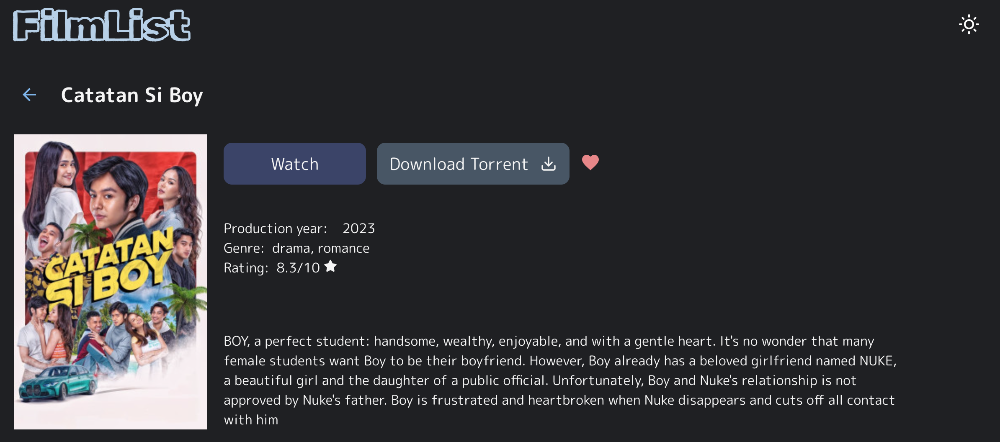 FilmList
Catatan Si Boy
CATATAN
SI BOY
Watch
Download Torrent
Production year: 2023
Genre: drama, romance
Rating: 8.3/10
BOY, a perfect student: handsome, wealthy, enjoyable, and with a gentle heart. It's no wonder that many
female students want Boy to be their boyfriend. However, Boy already has a beloved girlfriend named NUKE,
a beautiful girl and the daughter of a public official. Unfortunately, Boy and Nuke's relationship is not
approved by Nuke's father. Boy is frustrated and heartbroken when Nuke disappears and cuts off all contact
with him